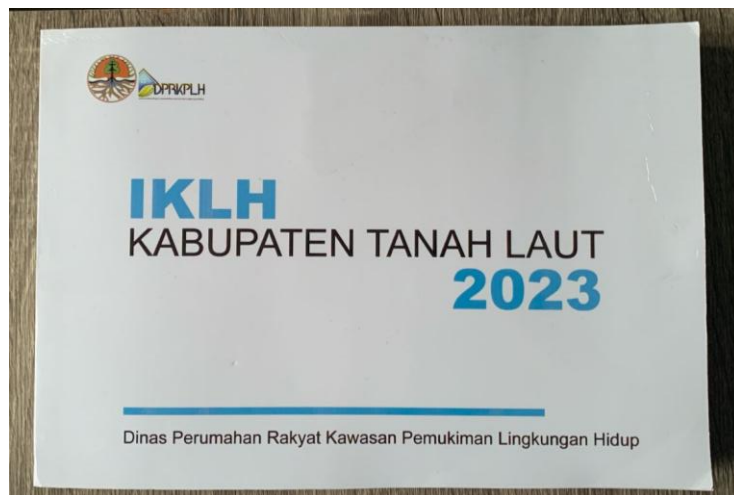 DPRKPLH
IKLH
KABUPATEN TANAH LAUT
2023
Dinas Perumahan Rakyat Kawasan Pemukiman Lingkungan Hidup